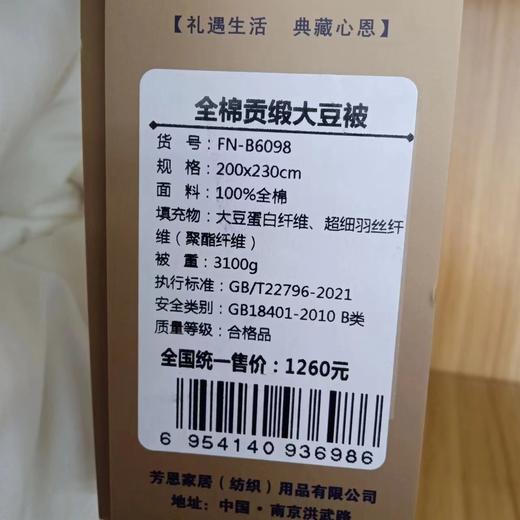 【礼遇生活 典藏心恩】
全棉贡缎大豆被
货 号：FN-B6098
规 格：200x230cm
面 料：100%全棉
填充物：大豆蛋白纤维、超细羽丝纤
维（聚酯纤维）
被 重：3100g
执行标准：GB/T22796-2021
安全类别：GB18401-2010 B类
质量等级：合格品
全国统一售价：1260元
6 954140 936986
芳恩家居（纺织）用品有限公司
地址：中国·南京洪武路